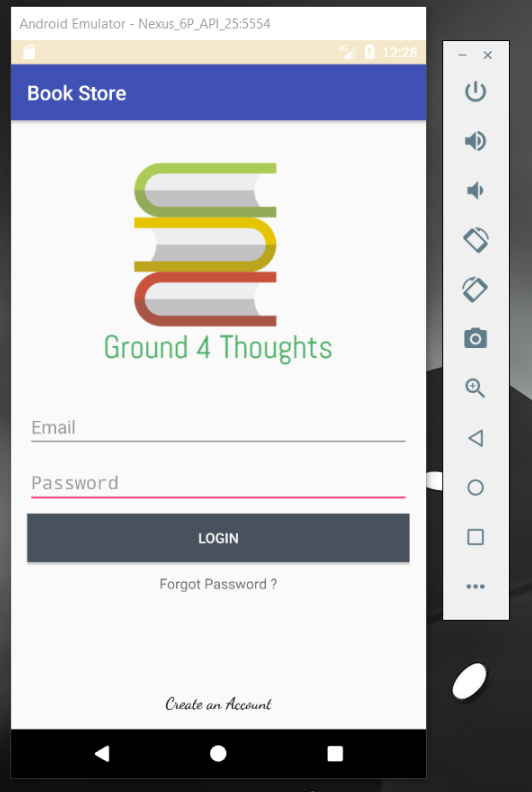 Android Emulator - Nexus_6P_API_25:5554
4G 12:28
Book Store
Ground 4 Thoughts
Email
Password
LOGIN
Forgot Password ?
Create an Account